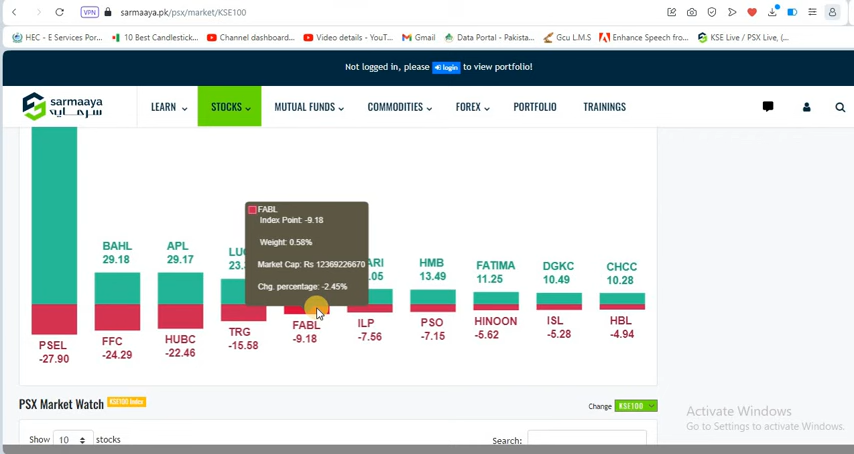 VPN sarmaaya.pk/psx/market/KSE100
HEC - E Services Por... 10 Best Candlestick... Channel dashboard... Video details - YouT... Gmail Data Portal - Pakista... Gcu L.M.S Enhance Speech fro... KSE Live / PSX Live, (...
Not logged in, please login to view portfolio!
sarmaaya
سرمایہ
LEARN STOCKS MUTUAL FUNDS COMMODITIES FOREX PORTFOLIO TRAININGS
FABL
Index Point: -9.18
Weight: 0.58%
Market Cap: Rs 12369226670
Chg. percentage: -2.45%
BAHL APL HMB FATIMA DGKC CHCC
29.18 29.17 13.49 11.25 10.49 10.28
PSEL FFC HUBC TRG FABL ILP PSO HINOON ISL HBL
-27.90 -24.29 -22.46 -15.58 -9.18 -7.56 -7.15 -5.62 -5.28 -4.94
PSX Market Watch KSE100 Index
Change KSE100
Show 10 stocks
Search:
Activate Windows
Go to Settings to activate Windows.